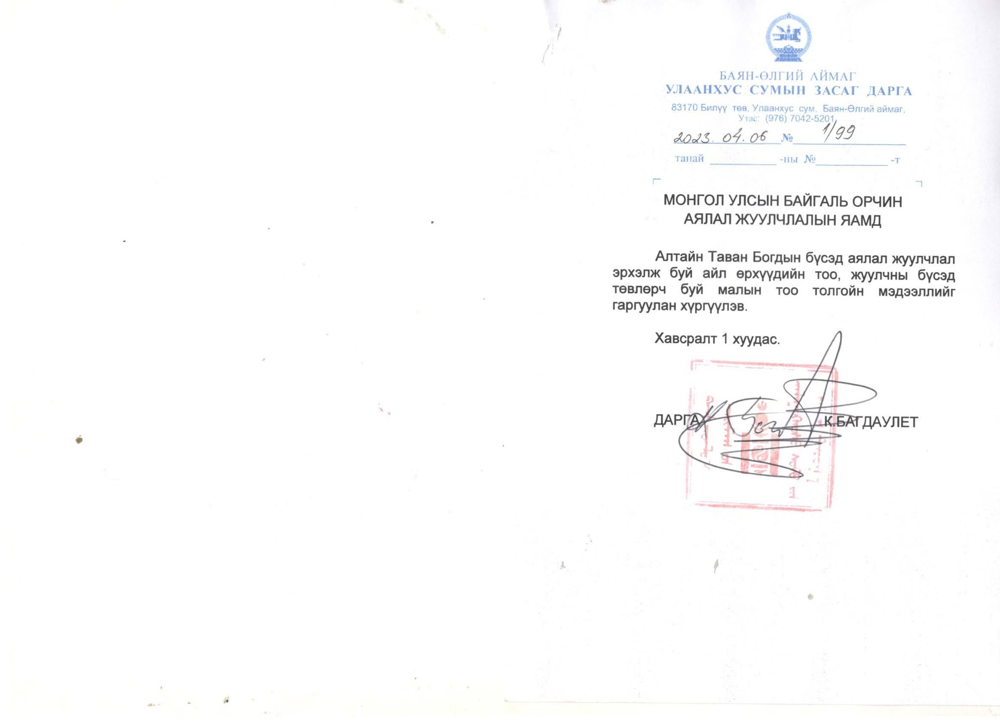 БАЯН-ӨЛГИЙ АЙМАГ
УЛААНХУС СУМЫН ЗАСАГ ДАРГА
83170 Билүү төв, Улаанхус сум, Баян-Өлгий аймаг,
Утас: (976) 7042-5201
2023. 04. 06 № 1/99
танай ____________ -ны №_____________ -т
МОНГОЛ УЛСЫН БАЙГАЛЬ ОРЧИН
АЯЛАЛ ЖУУЛЧЛАЛЫН ЯАМД
Алтайн Таван Богдын бүсэд аялал жуулчлал
эрхэлж буй айл өрхүүдийн тоо, жуулчны бүсэд
төвлөрч буй малын тоо толгойн мэдээллийг
гаргуулан хүргүүлэв.
Хавсралт 1 хуудас.
ДАРГА К.БАГДАУЛЕТ